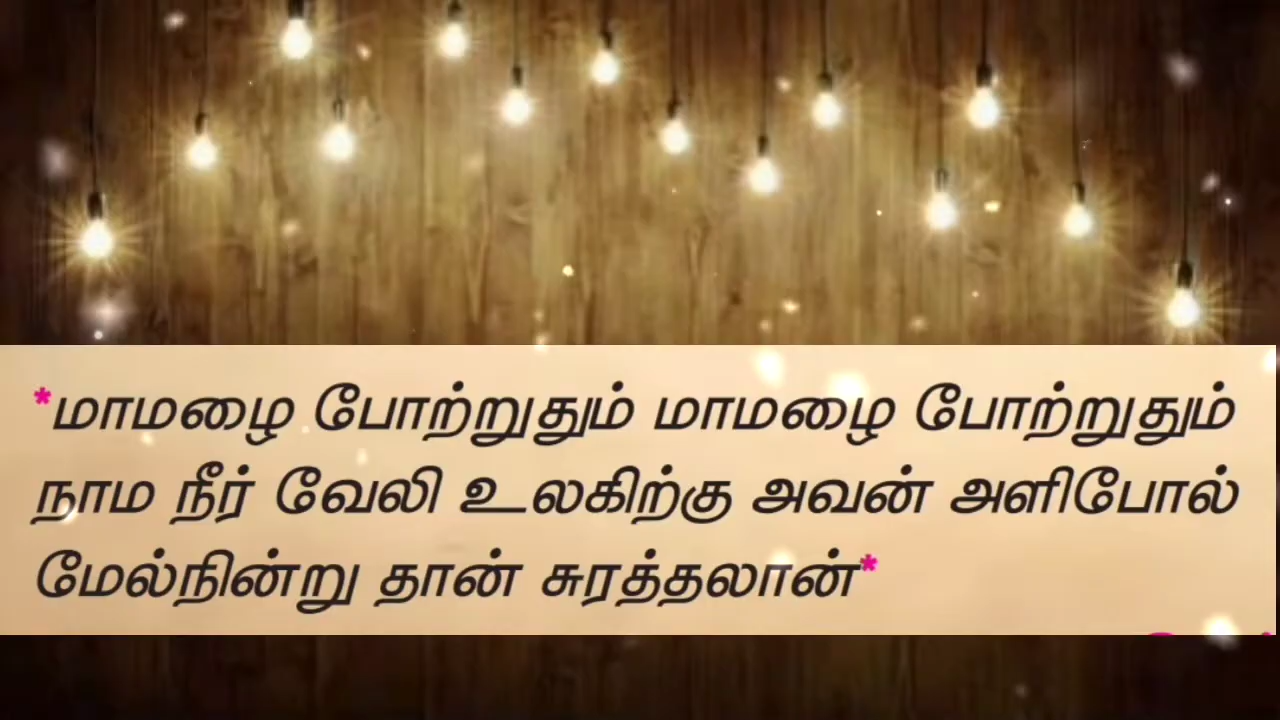 *மாமழை போற்றுதும் மாமழை போற்றுதும்
நாம நீர் வேலி உலகிற்கு அவன் அளிபோல்
மேல்நின்று தான் சுரத்தலான்*